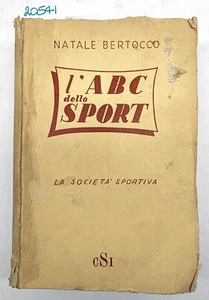 20541
NATALE BERTOCCO
l'ABC
dello
SPORT
LA SOCIETA' SPORTIVA
CSI